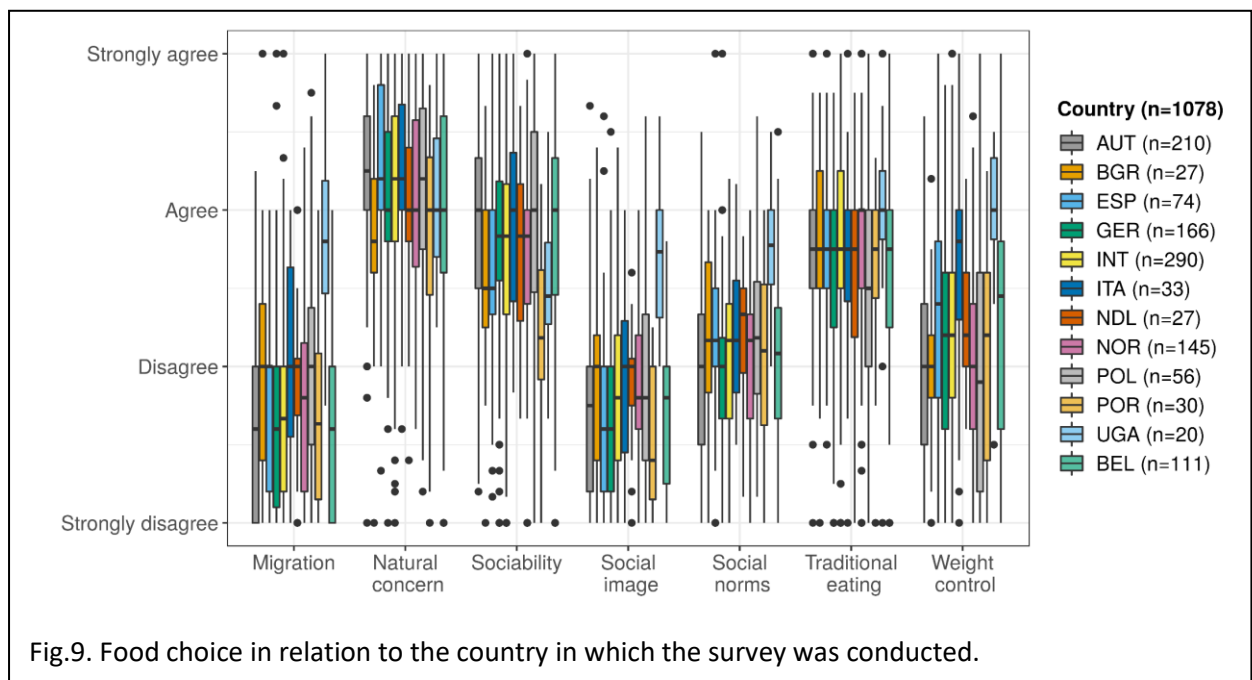 Strongly agree
Agree
Disagree
Strongly disagree
Migration
Natural
concern
Sociability
Social
image
Social
norms
Traditional
eating
Weight
control
Country (n=1078)
AUT (n=210)
BGR (n=27)
ESP (n=74)
GER (n=166)
INT (n=290)
ITA (n=33)
NDL (n=27)
NOR (n=145)
POL (n=56)
POR (n=30)
UGA (n=20)
BEL (n=111)
Fig.9. Food choice in relation to the country in which the survey was conducted.